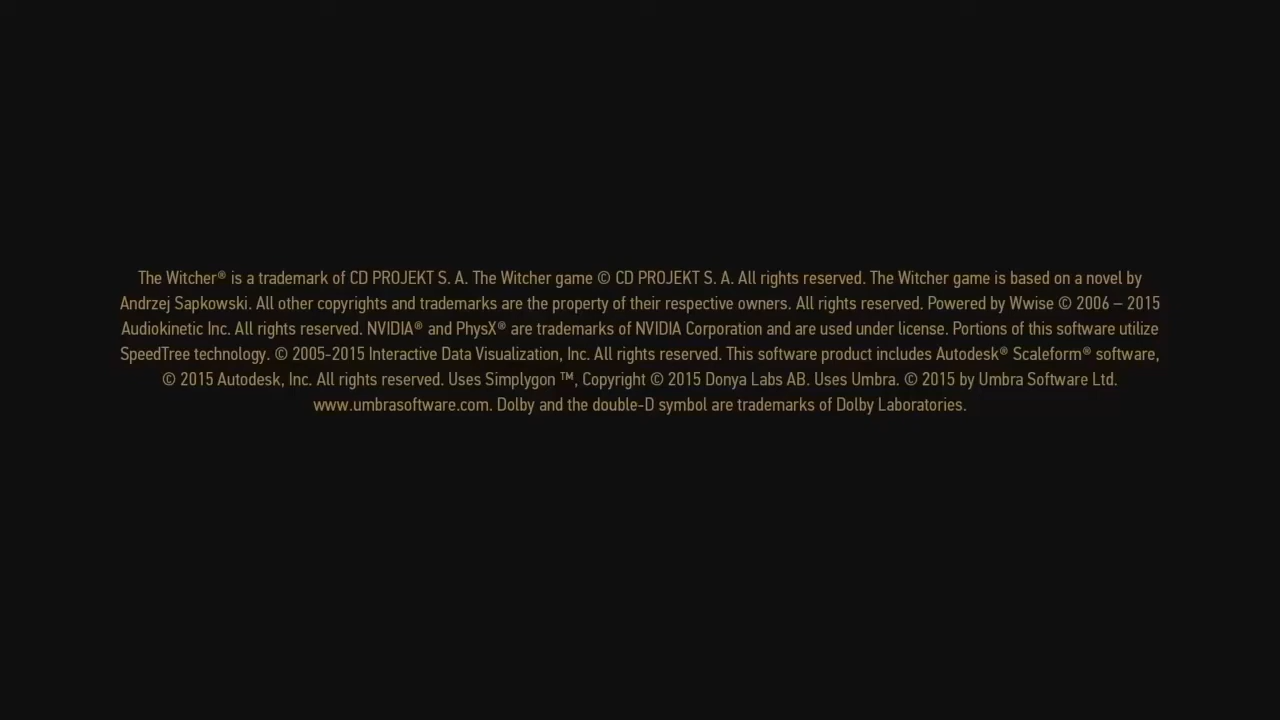 The Witcher® is a trademark of CD PROJEKT S. A. The Witcher game © CD PROJEKT S. A. All rights reserved. The Witcher game is based on a novel by
Andrzej Sapkowski. All other copyrights and trademarks are the property of their respective owners. All rights reserved. Powered by Wwise © 2006 – 2015
Audiokinetic Inc. All rights reserved. NVIDIA® and PhysX® are trademarks of NVIDIA Corporation and are used under license. Portions of this software utilize
SpeedTree technology. © 2005-2015 Interactive Data Visualization, Inc. All rights reserved. This software product includes Autodesk® Scaleform® software,
© 2015 Autodesk, Inc. All rights reserved. Uses Simplygon ™, Copyright © 2015 Donya Labs AB. Uses Umbra. © 2015 by Umbra Software Ltd.
www.umbrasoftware.com. Dolby and the double-D symbol are trademarks of Dolby Laboratories.